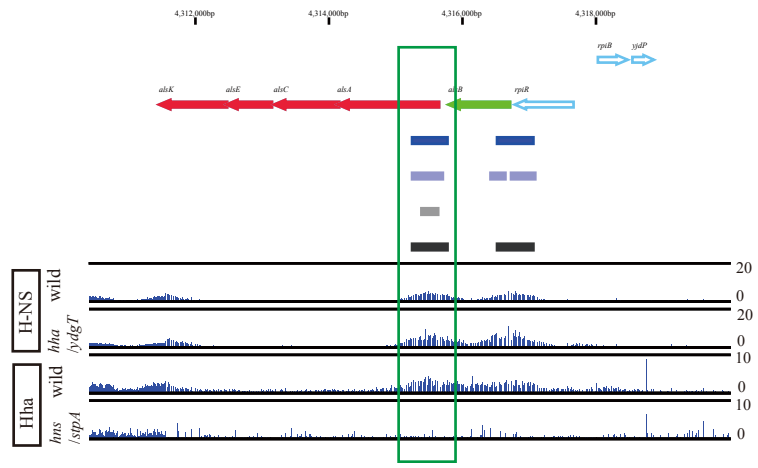 4,312,000bp 4,314,000bp 4,316,000bp 4,318,000bp
rpiB yjdP
alsK alsE alsC alsA alsB rpiR
H-NS
wild
20
0
hha
/ydgT
20
0
Hha
wild
10
0
hns
/stpA
10
0